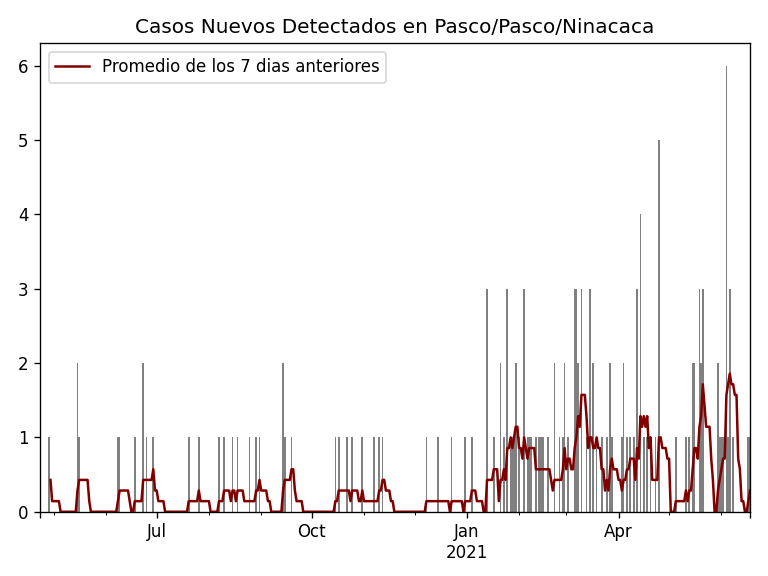 Casos Nuevos Detectados en Pasco/Pasco/Ninacaca
Promedio de los 7 dias anteriores
6
5
4
3
2
1
0
Jul
Oct
Jan
2021
Apr